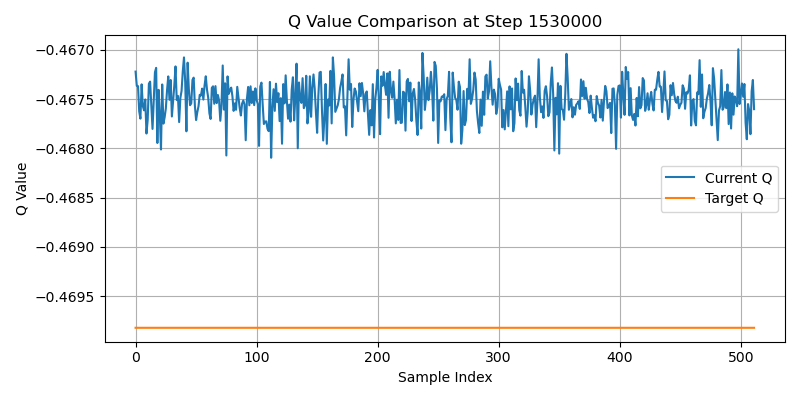 Q Value Comparison at Step 1530000
Q Value
−0.4670
−0.4675
−0.4680
−0.4685
−0.4690
−0.4695
Current Q
Target Q
0 100 200 300 400 500
Sample Index